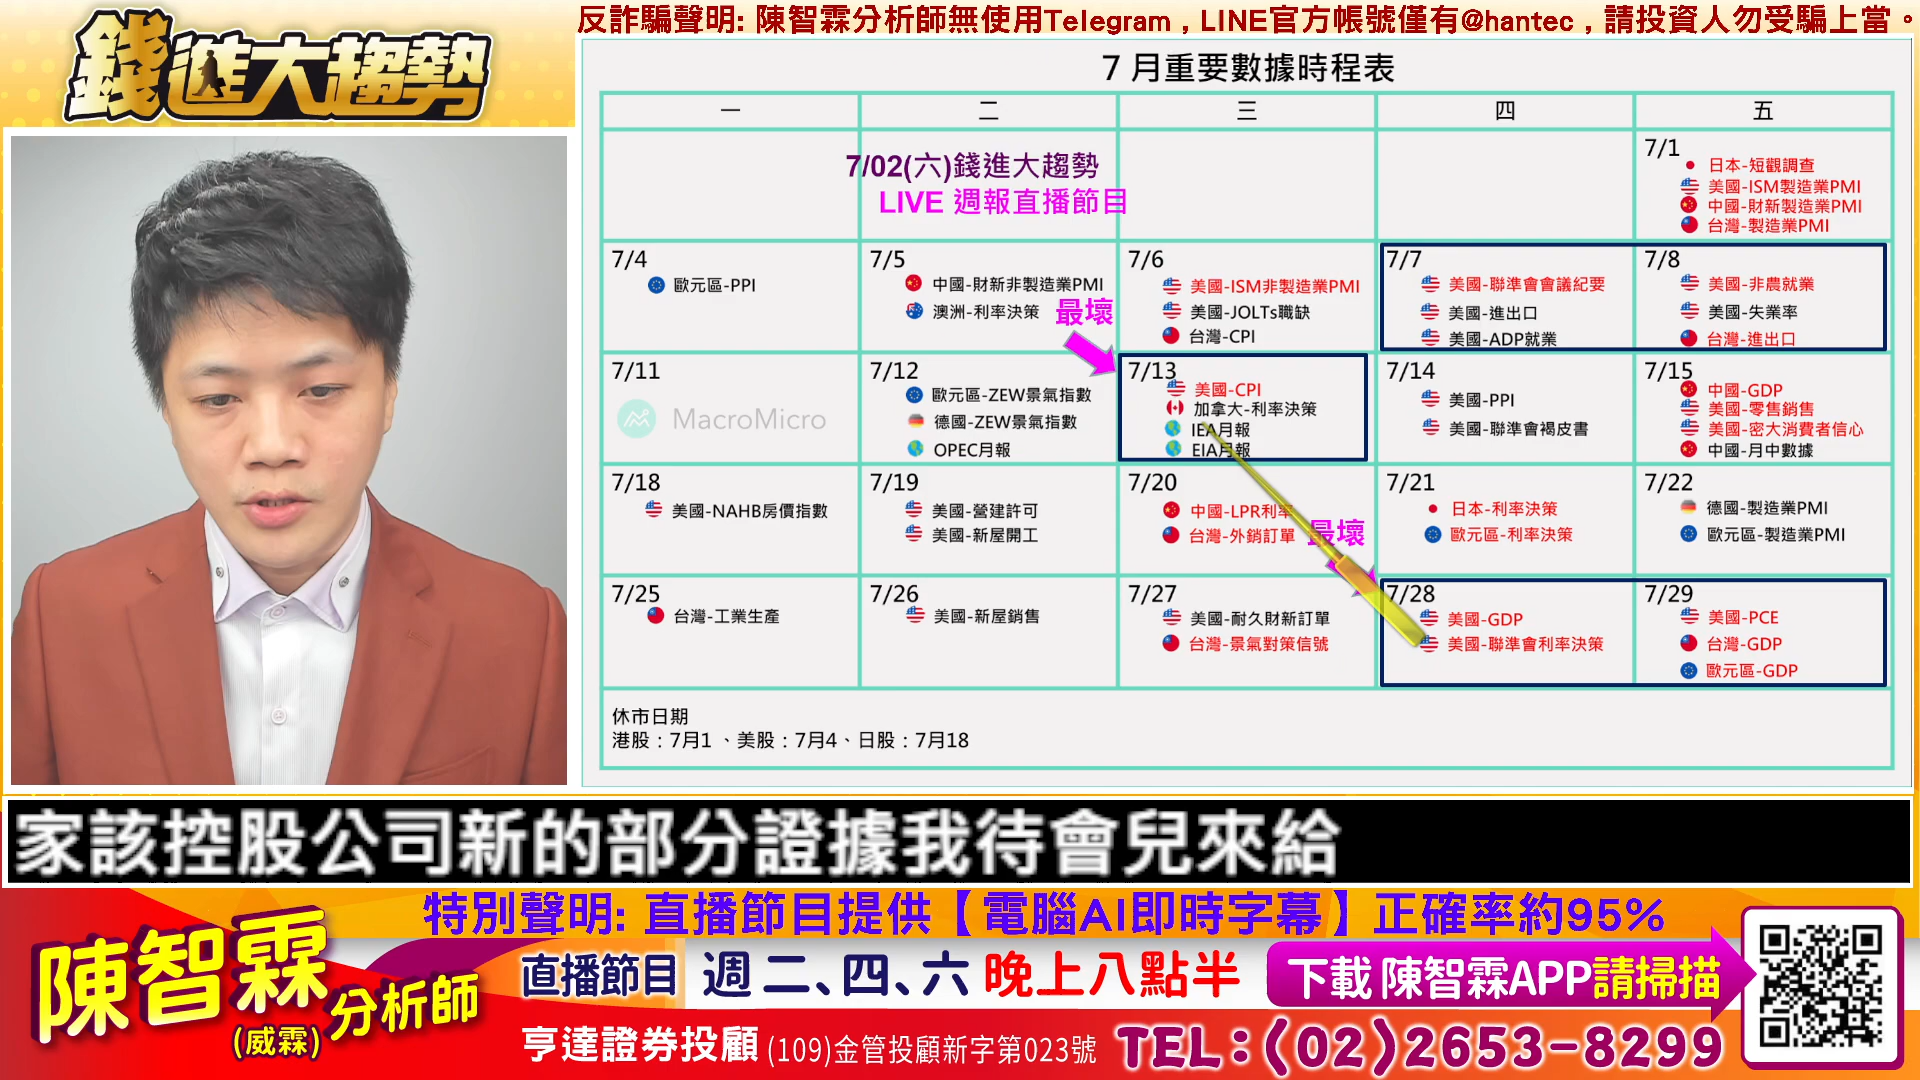 錢進大趨勢
反詐騙聲明: 陳智霖分析師無使用Telegram , LINE官方帳號僅有@hantec , 請投資人勿受騙上當。
7 月重要數據時程表
一 二 三 四 五
7/02(六)錢進大趨勢
LIVE 週報直播節目
7/1
日本-短觀調查
美國-ISM製造業PMI
中國-財新製造業PMI
台灣-製造業PMI
7/4
歐元區-PPI
7/5
中國-財新非製造業PMI
澳洲-利率決策
7/6
美國-ISM非製造業PMI
美國-JOLTs職缺
台灣-CPI
7/7
美國-聯準會會議紀要
美國-進出口
美國-ADP就業
7/8
美國-非農就業
美國-失業率
台灣-進出口
最壞
7/11
MacroMicro
7/12
歐元區-ZEW景氣指數
德國-ZEW景氣指數
OPEC月報
7/13
美國-CPI
加拿大-利率決策
IEA月報
EIA月報
7/14
美國-PPI
美國-聯準會褐皮書
7/15
中國-GDP
美國-零售銷售
美國-密大消費者信心
中國-月中數據
7/18
美國-NAHB房價指數
7/19
美國-營建許可
美國-新屋開工
7/20
中國-LPR利率
台灣-外銷訂單
最壞
7/21
日本-利率決策
歐元區-利率決策
7/22
德國-製造業PMI
歐元區-製造業PMI
7/25
台灣-工業生產
7/26
美國-新屋銷售
7/27
美國-耐久財新訂單
台灣-景氣對策信號
7/28
美國-GDP
美國-聯準會利率決策
7/29
美國-PCE
台灣-GDP
歐元區-GDP
休市日期
港股：7月1 、美股：7月4、日股：7月18
家該控股公司新的部分證據我待會兒來給
特別聲明: 直播節目提供【電腦AI即時字幕】正確率約95%
陳智霖分析師
(威霖)
直播節目 週二、四、六 晚上八點半
下載 陳智霖APP請掃描
亨達證券投顧 (109)金管投顧新字第023號 TEL：(02)2653-8299